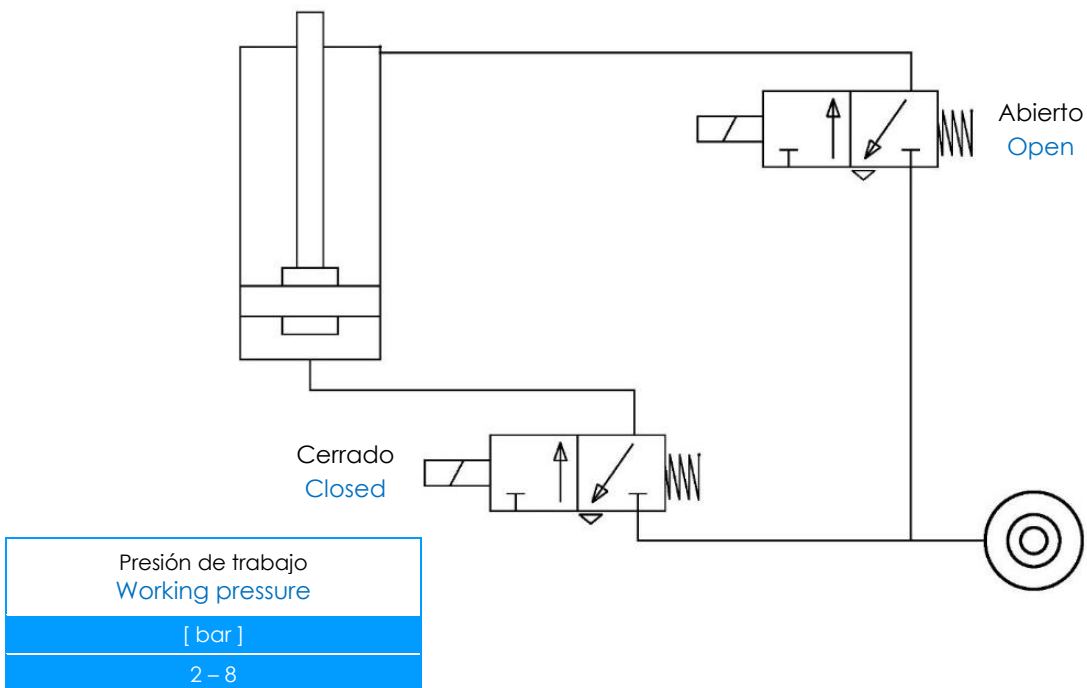 Abierto
Open
Cerrado
Closed
Presión de trabajo
Working pressure
[ bar ]
2 – 8